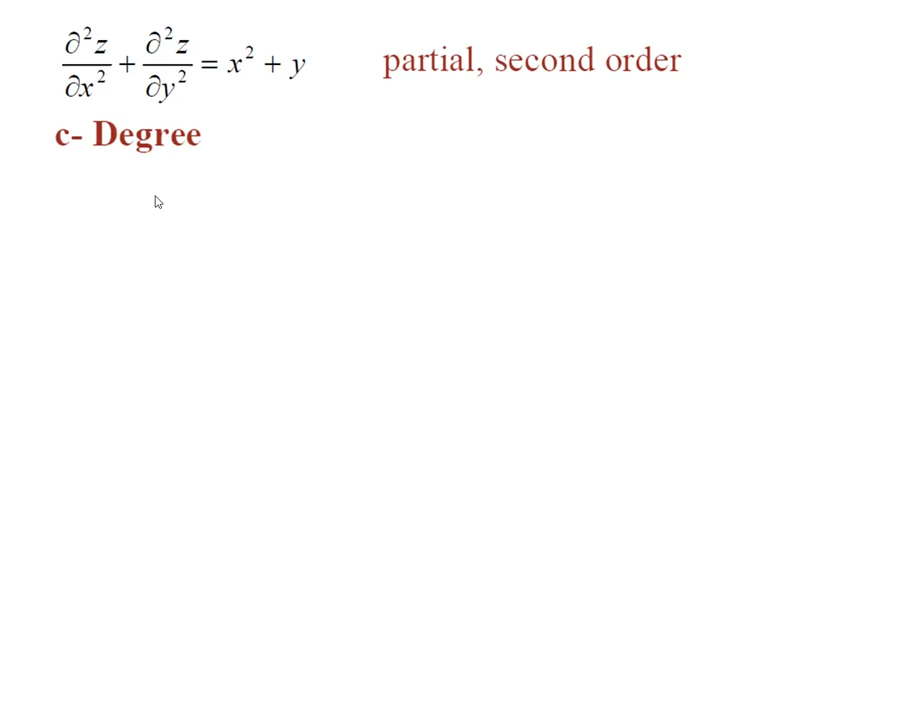 ∂²z/∂x² + ∂²z/∂y² = x² + y partial, second order
c- Degree